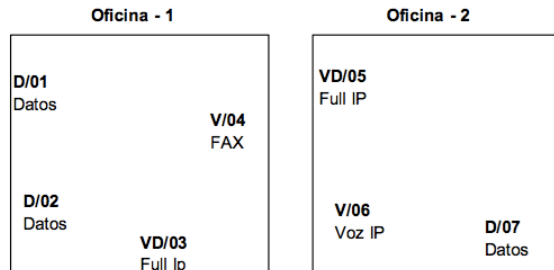 Oficina - 1
D/01
Datos
V/04
FAX
D/02
Datos
VD/03
Full Ip
Oficina - 2
VD/05
Full IP
V/06
Voz IP
D/07
Datos